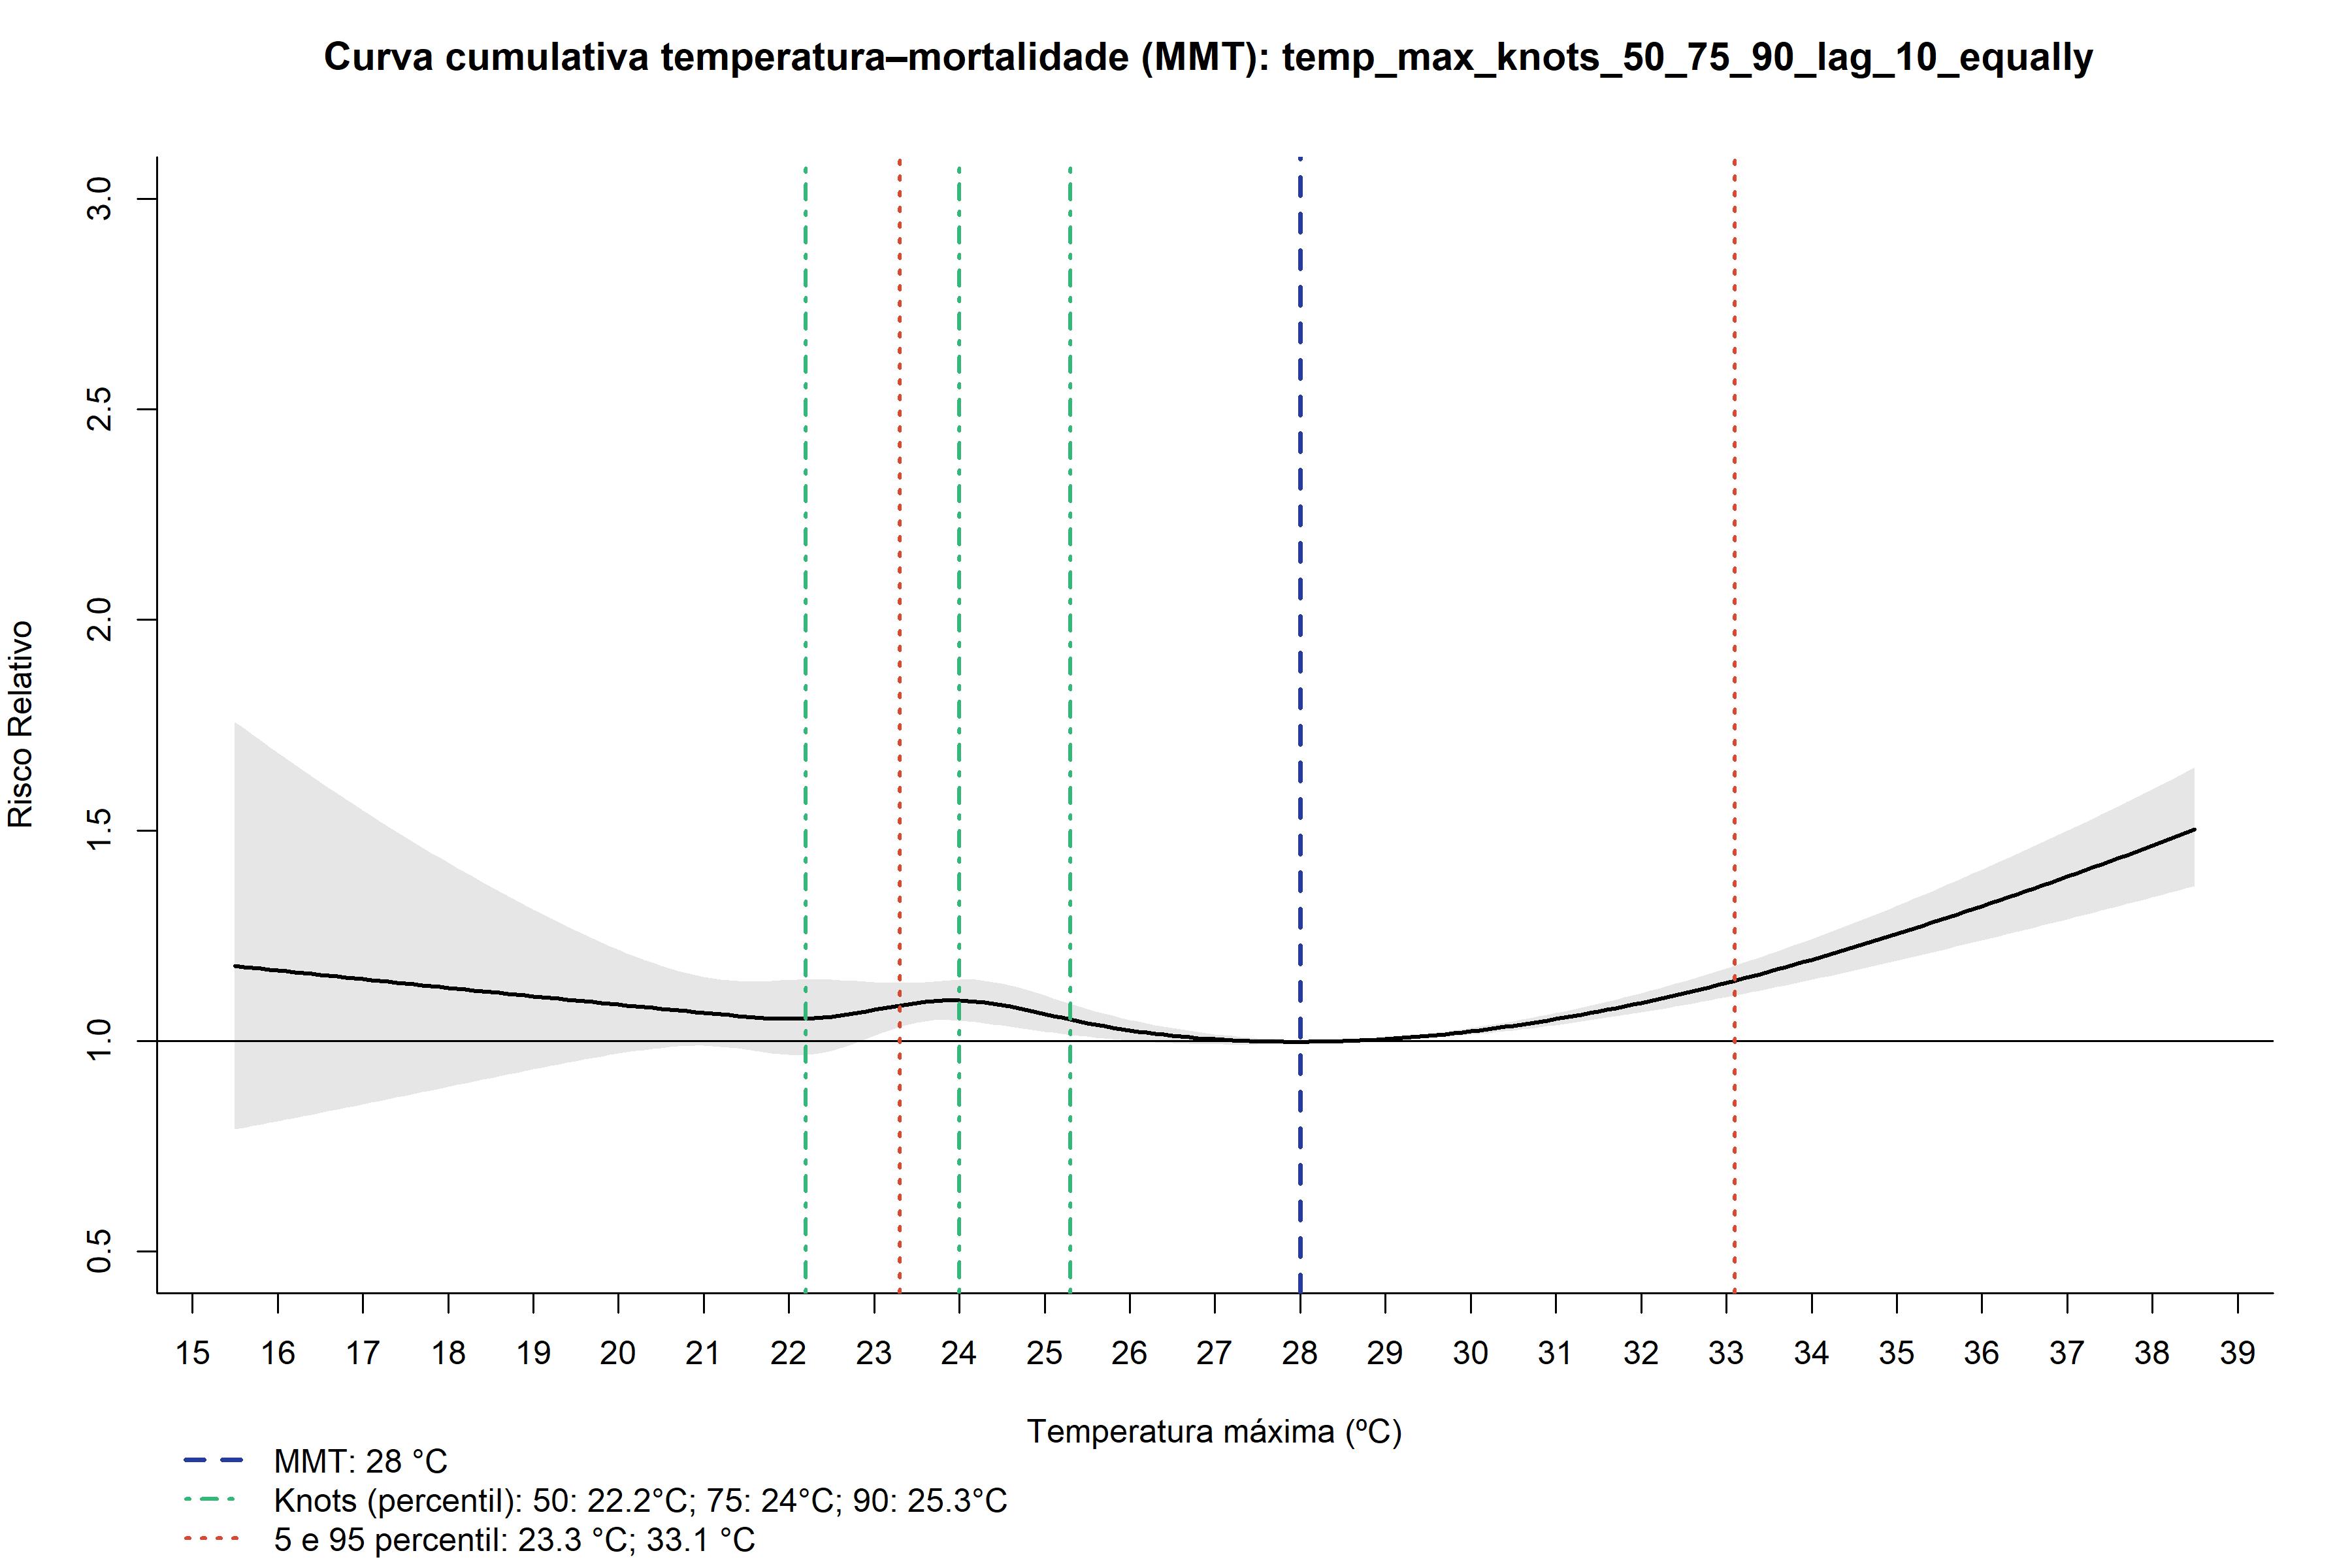 Curva cumulativa temperatura–mortalidade (MMT): temp_max_knots_50_75_90_lag_10_equally
Risco Relativo
3.0
2.5
2.0
1.5
1.0
0.5
15 16 17 18 19 20 21 22 23 24 25 26 27 28 29 30 31 32 33 34 35 36 37 38 39
Temperatura máxima (ºC)
MMT: 28 °C
Knots (percentil): 50: 22.2°C; 75: 24°C; 90: 25.3°C
5 e 95 percentil: 23.3 °C; 33.1 °C